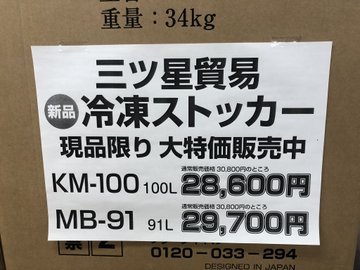 重量：34kg
三ツ星貿易
新品 冷凍ストッカー
現品限り 大特価販売中
通常販売価格 30,800円のところ
KM-100 100L 28,600円
通常販売価格 30,800円のところ
MB-91 91L 29,700円
0120-033-294
DESIGNED IN JAPAN